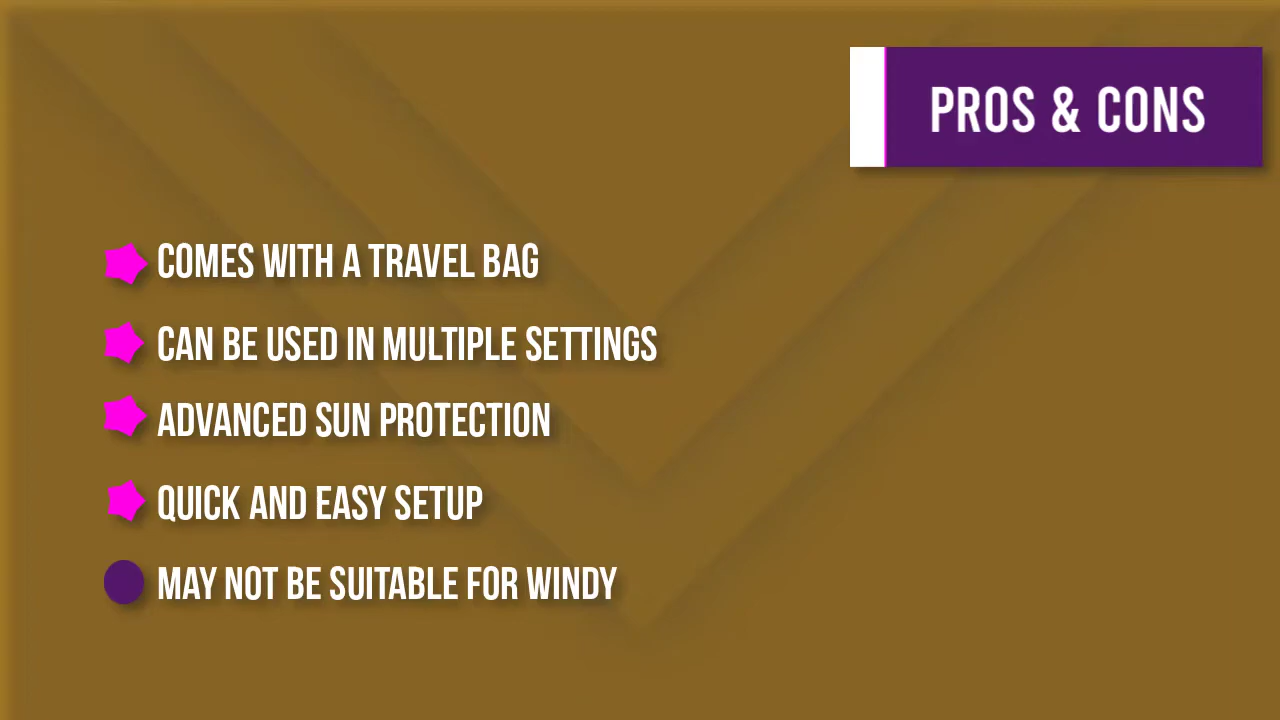 PROS & CONS
COMES WITH A TRAVEL BAG
CAN BE USED IN MULTIPLE SETTINGS
ADVANCED SUN PROTECTION
QUICK AND EASY SETUP
MAY NOT BE SUITABLE FOR WINDY